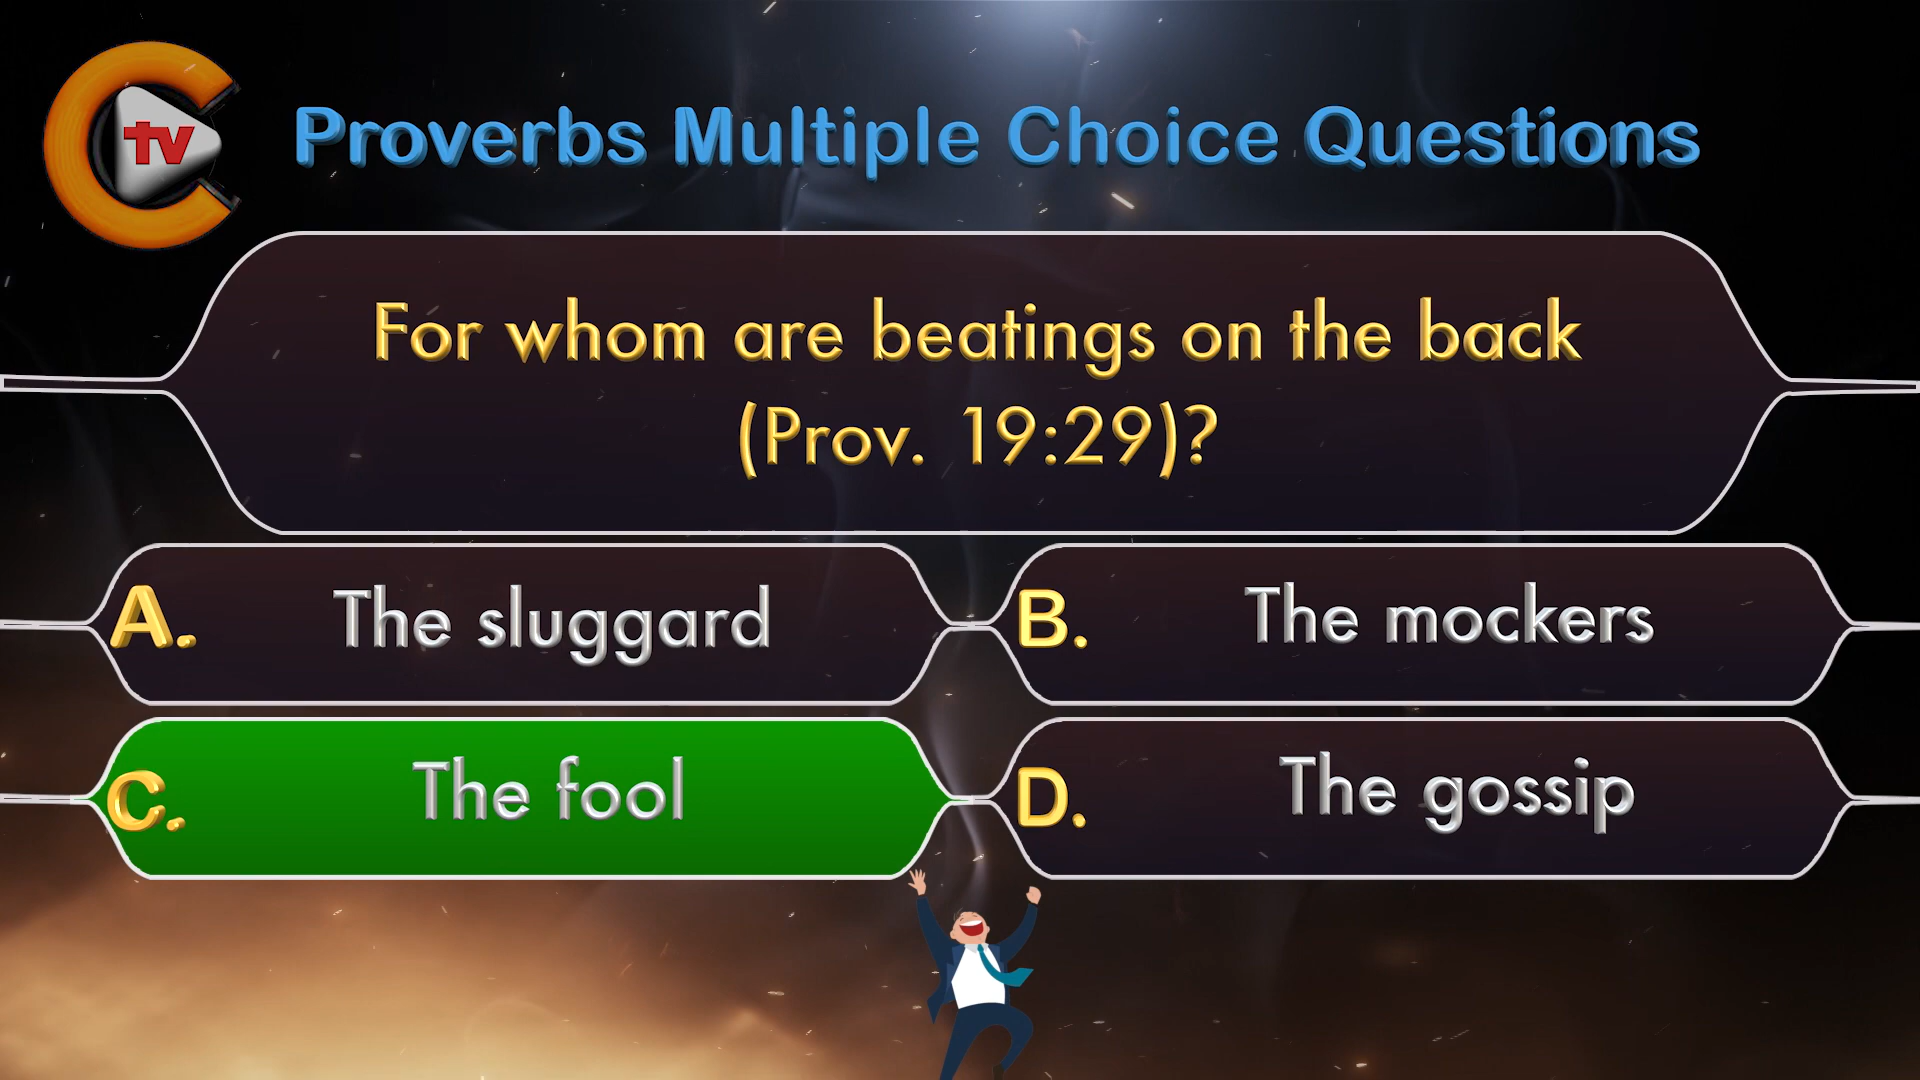 tv
Proverbs Multiple Choice Questions
For whom are beatings on the back
(Prov. 19:29)?
A. The sluggard
B. The mockers
C. The fool
D. The gossip